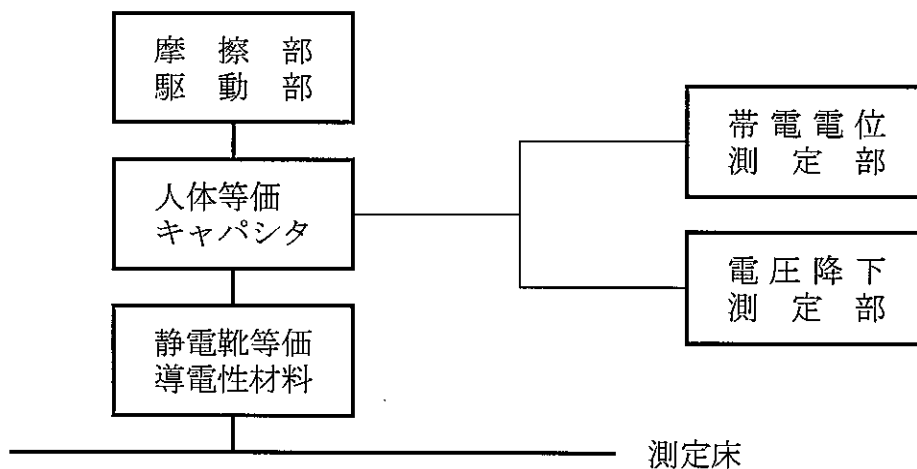 摩擦部
駆動部
人体等価
キャパシタ
静電靴等価
導電性材料
帯電電位
測定部
電圧降下
測定部
測定床